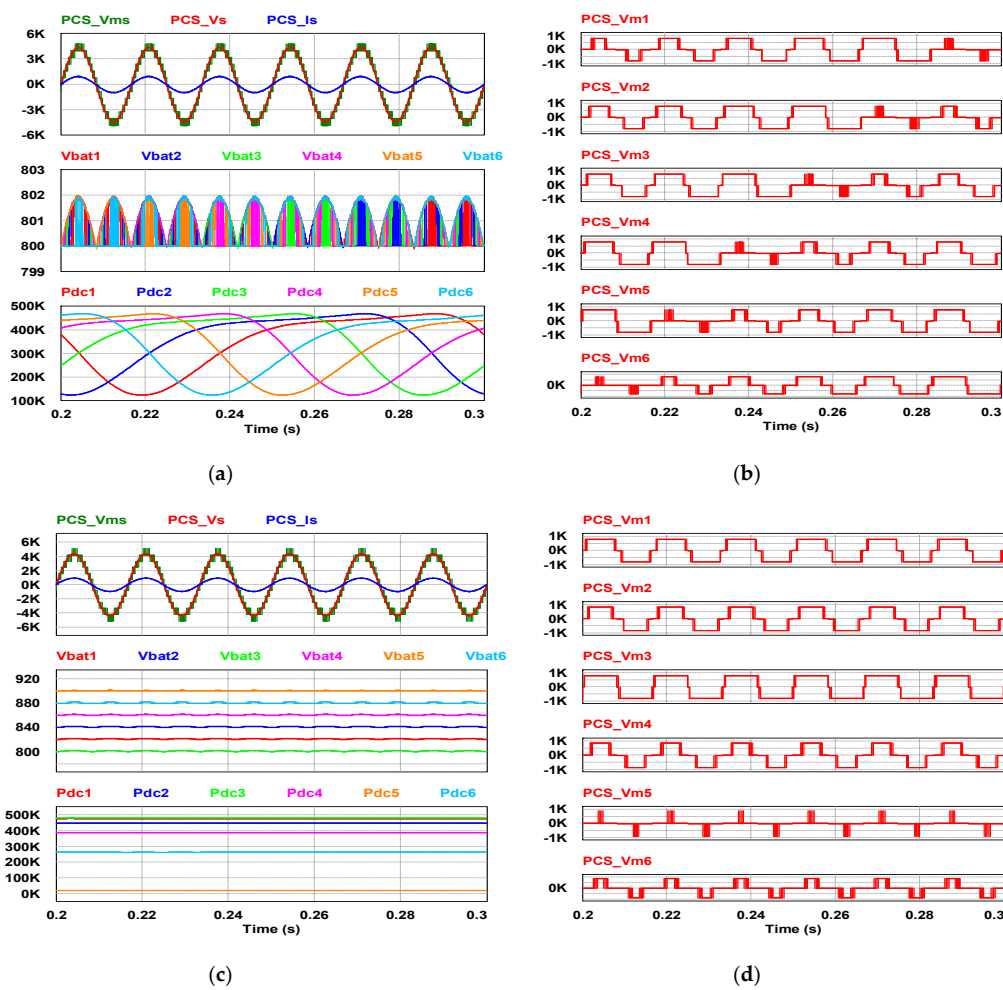 PCS_Vms PCS_Vs PCS_Is
6K
3K
0K
-3K
-6K
Vbat1 Vbat2 Vbat3 Vbat4 Vbat5 Vbat6
803
802
801
800
799
Pdc1 Pdc2 Pdc3 Pdc4 Pdc5 Pdc6
500K
400K
300K
200K
100K
0.2 0.22 0.24 0.26 0.28 0.3
Time (s)
(a)
PCS_Vm1
1K
0K
-1K
PCS_Vm2
1K
0K
-1K
PCS_Vm3
1K
0K
-1K
PCS_Vm4
1K
0K
-1K
PCS_Vm5
1K
0K
-1K
PCS_Vm6
0K
0.2 0.22 0.24 0.26 0.28 0.3
Time (s)
(b)
PCS_Vms PCS_Vs PCS_Is
6K
4K
2K
0K
-2K
-4K
-6K
Vbat1 Vbat2 Vbat3 Vbat4 Vbat5 Vbat6
920
880
840
800
Pdc1 Pdc2 Pdc3 Pdc4 Pdc5 Pdc6
500K
400K
300K
200K
100K
0K
0.2 0.22 0.24 0.26 0.28 0.3
Time (s)
(c)
PCS_Vm1
1K
0K
-1K
PCS_Vm2
1K
0K
-1K
PCS_Vm3
1K
0K
-1K
PCS_Vm4
1K
0K
-1K
PCS_Vm5
1K
0K
-1K
PCS_Vm6
0K
0.2 0.22 0.24 0.26 0.28 0.3
Time (s)
(d)